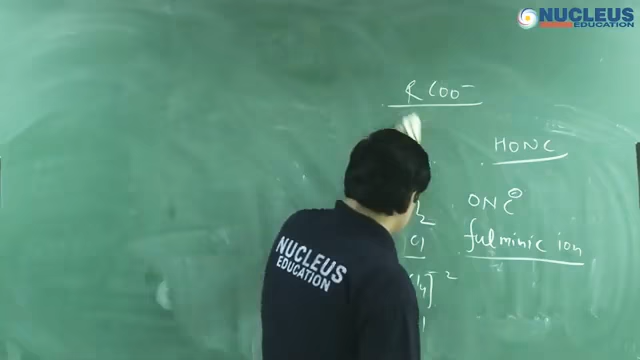 NUCLEUS
EDUCATION
RCOO⁻
HONC
ONC⊖
fulminic ion
NUCLEUS
EDUCATION